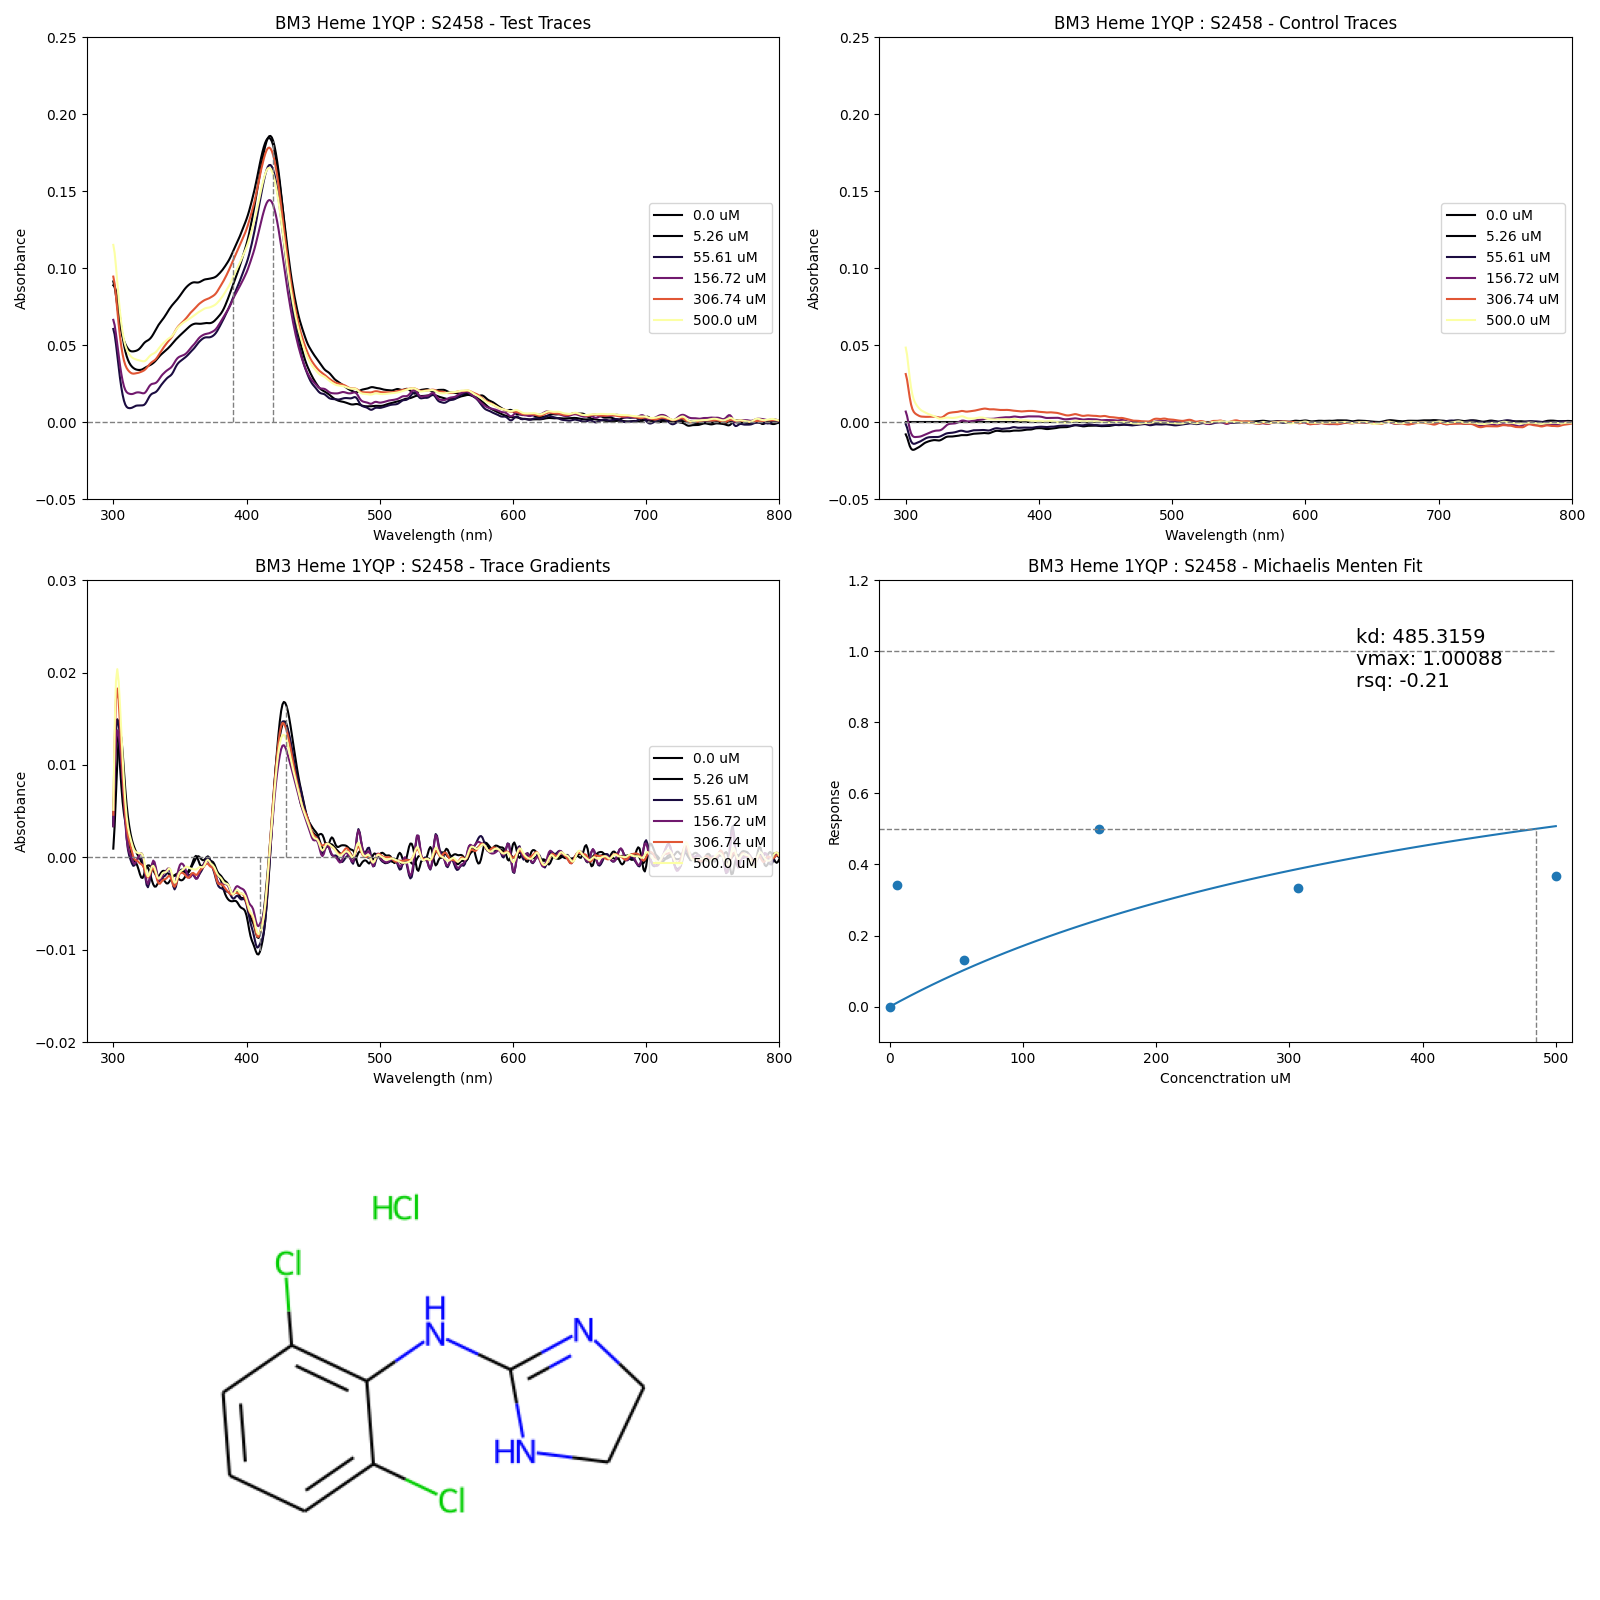 BM3 Heme 1YQP : S2458 - Test Traces
0.25
0.20
0.15
0.10
0.05
0.00
−0.05
Absorbance
300 400 500 600 700 800
Wavelength (nm)
0.0 uM
5.26 uM
55.61 uM
156.72 uM
306.74 uM
500.0 uM
BM3 Heme 1YQP : S2458 - Control Traces
0.25
0.20
0.15
0.10
0.05
0.00
−0.05
Absorbance
300 400 500 600 700 800
Wavelength (nm)
0.0 uM
5.26 uM
55.61 uM
156.72 uM
306.74 uM
500.0 uM
BM3 Heme 1YQP : S2458 - Trace Gradients
0.03
0.02
0.01
0.00
−0.01
−0.02
Absorbance
300 400 500 600 700 800
Wavelength (nm)
0.0 uM
5.26 uM
55.61 uM
156.72 uM
306.74 uM
500.0 uM
BM3 Heme 1YQP : S2458 - Michaelis Menten Fit
1.2
1.0
0.8
0.6
0.4
0.2
0.0
Response
kd: 485.3159
vmax: 1.00088
rsq: -0.21
0 100 200 300 400 500
Concenctration uM
HCl
Cl
H
N
N
HN
Cl